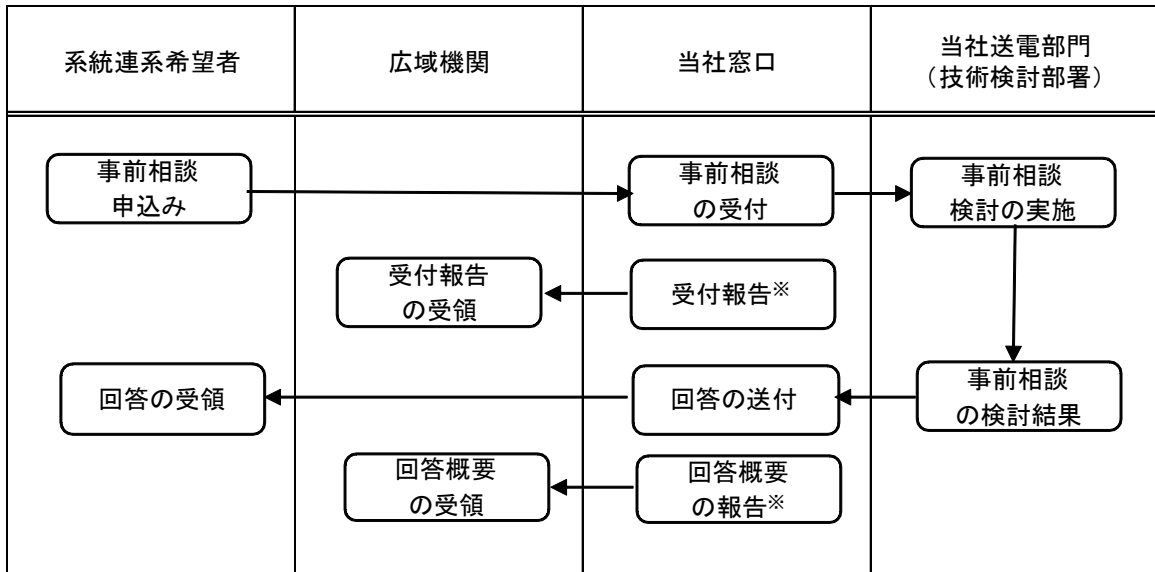 系統連系希望者
広域機関
当社窓口
当社送電部門
（技術検討部署）
事前相談
申込み
事前相談
の受付
事前相談
検討の実施
受付報告
の受領
受付報告※
回答の受領
回答の送付
事前相談
の検討結果
回答概要
の受領
回答概要
の報告※